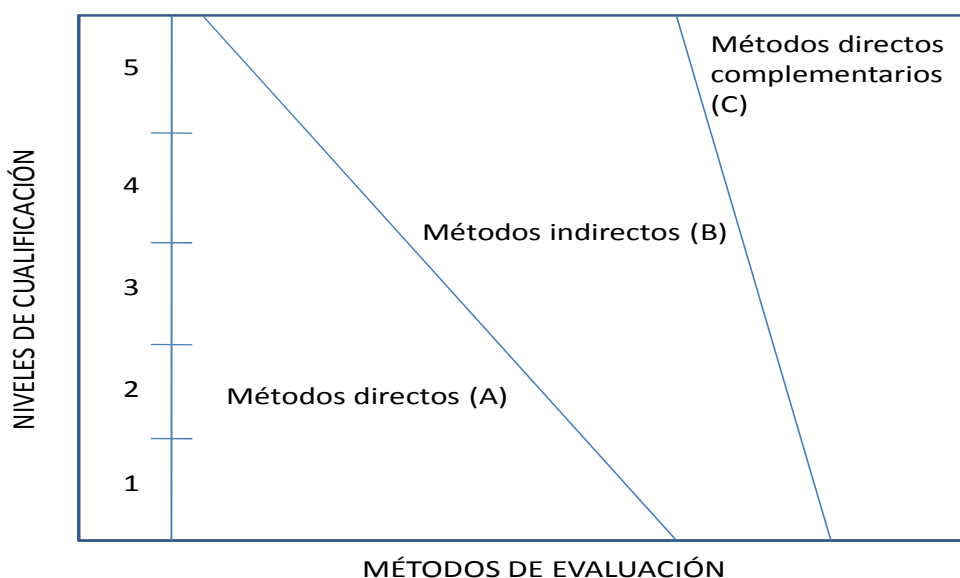 Métodos directos
complementarios
(C)
5
4
Métodos indirectos (B)
3
2
Métodos directos (A)
1
NIVELES DE CUALIFICACIÓN
MÉTODOS DE EVALUACIÓN